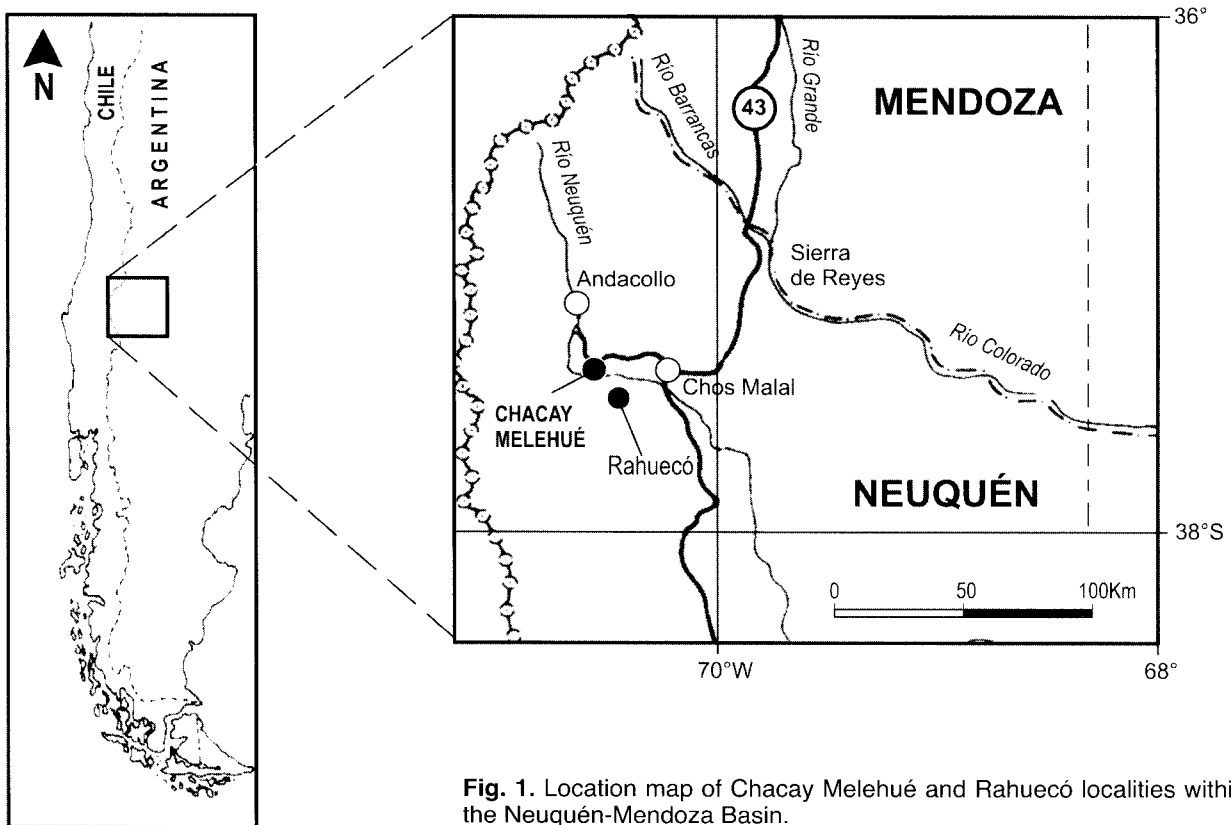 N
CHILE
ARGENTINA
36°
Río Grande
Río Barrancas
43
MENDOZA
Río Neuquén
Sierra
de Reyes
Andacollo
Río Colorado
Chos Malal
CHACAY
MELEHUÉ
Rahuecó
NEUQUÉN
38°S
0 50 100Km
70°W
68°
Fig. 1. Location map of Chacay Melehué and Rahuecó localities withi
the Neuquén-Mendoza Basin.